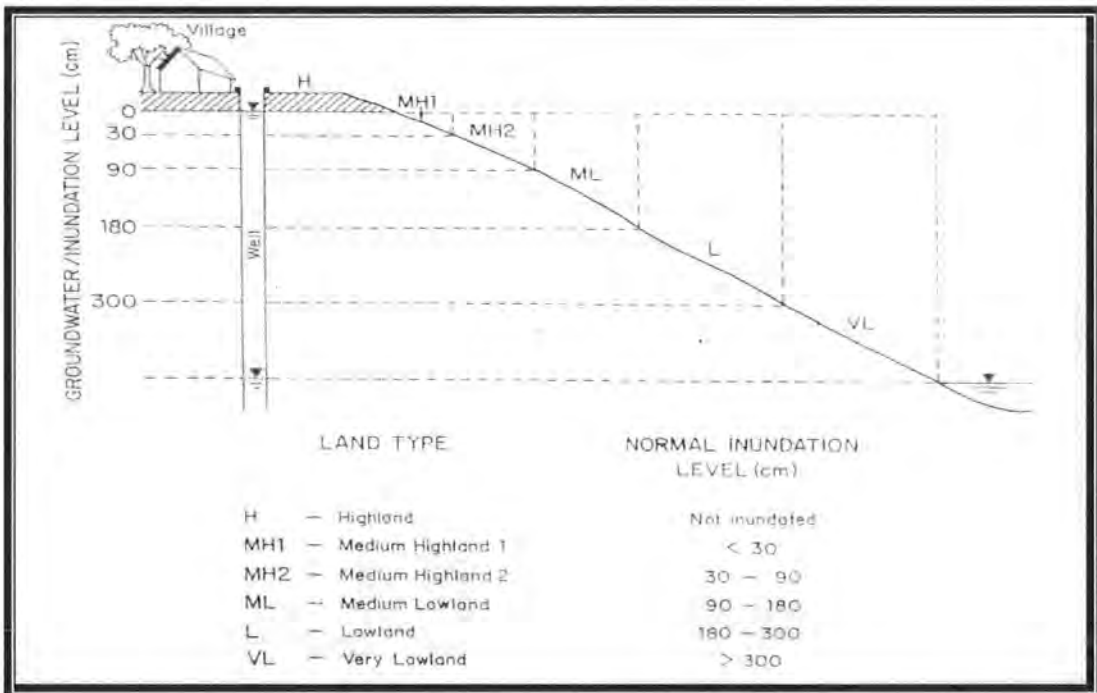 Village
H
GROUNDWATER/INUNDATION LEVEL (cm)
0
MH1
30
MH2
90
ML
180
Well
L
300
VL
LAND TYPE
NORMAL INUNDATION
LEVEL (cm)
H — Highland Not inundated
MH1 — Medium Highland 1 < 30
MH2 — Medium Highland 2 30 – 90
ML — Medium Lowland 90 – 180
L — Lowland 180 – 300
VL — Very Lowland > 300